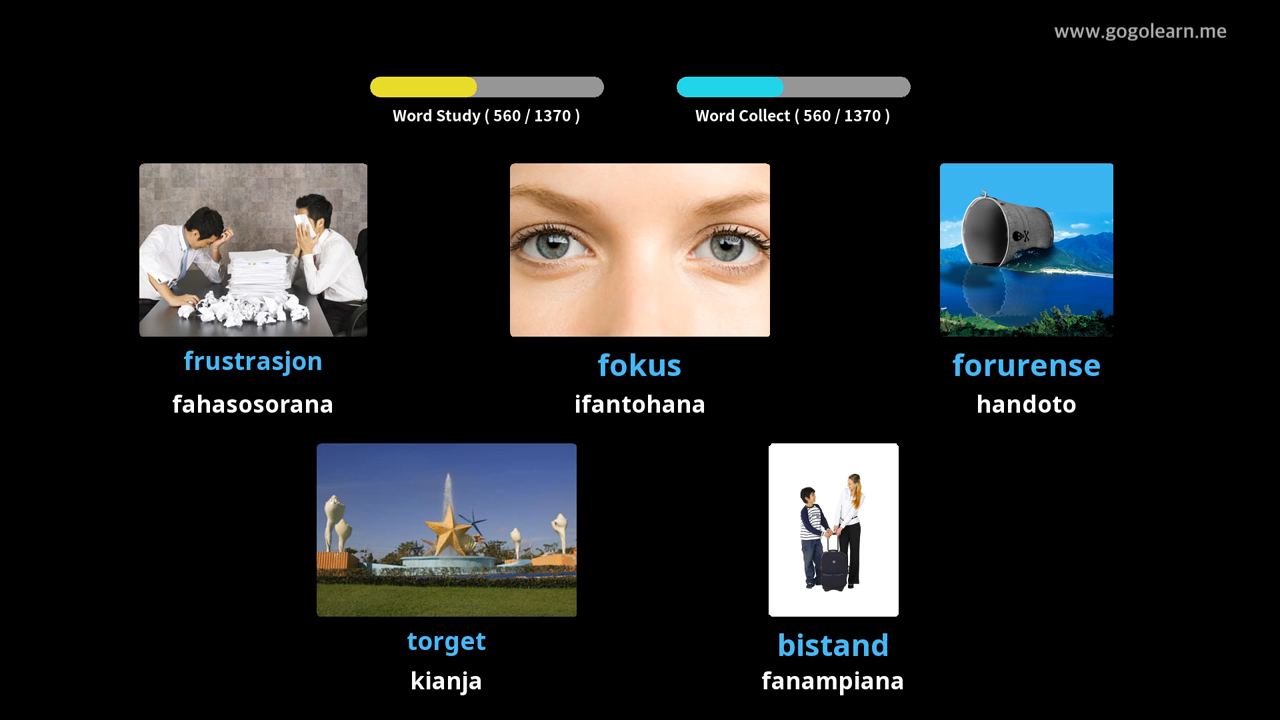 www.gogolearn.me
Word Study ( 560 / 1370 )
Word Collect ( 560 / 1370 )
frustrasjon
fahasosorana
fokus
ifantohana
forurense
handoto
torget
kianja
bistand
fanampiana